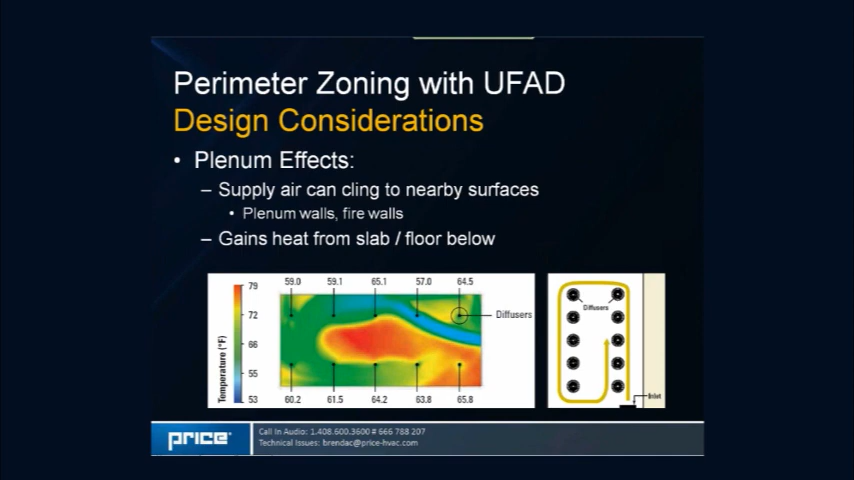 Perimeter Zoning with UFAD
Design Considerations
• Plenum Effects:
– Supply air can cling to nearby surfaces
• Plenum walls, fire walls
– Gains heat from slab / floor below
79
72
66
55
53
Temperature (°F)
59.0 59.1 65.1 57.0 64.5
Diffusers
60.2 61.5 64.2 63.8 65.8
Diffusers
Inlet
price
Call In Audio: 1.408.600.3600 # 666 788 207
Technical Issues: brendac@price-hvac.com